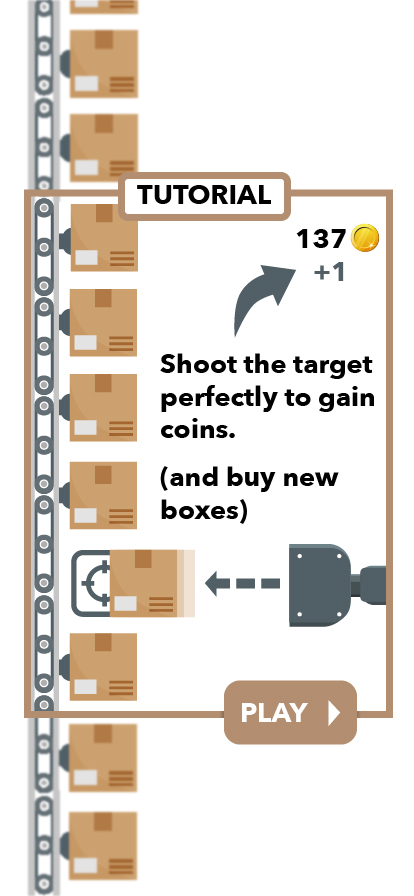 TUTORIAL
137
+1
Shoot the target
perfectly to gain
coins.
(and buy new
boxes)
PLAY